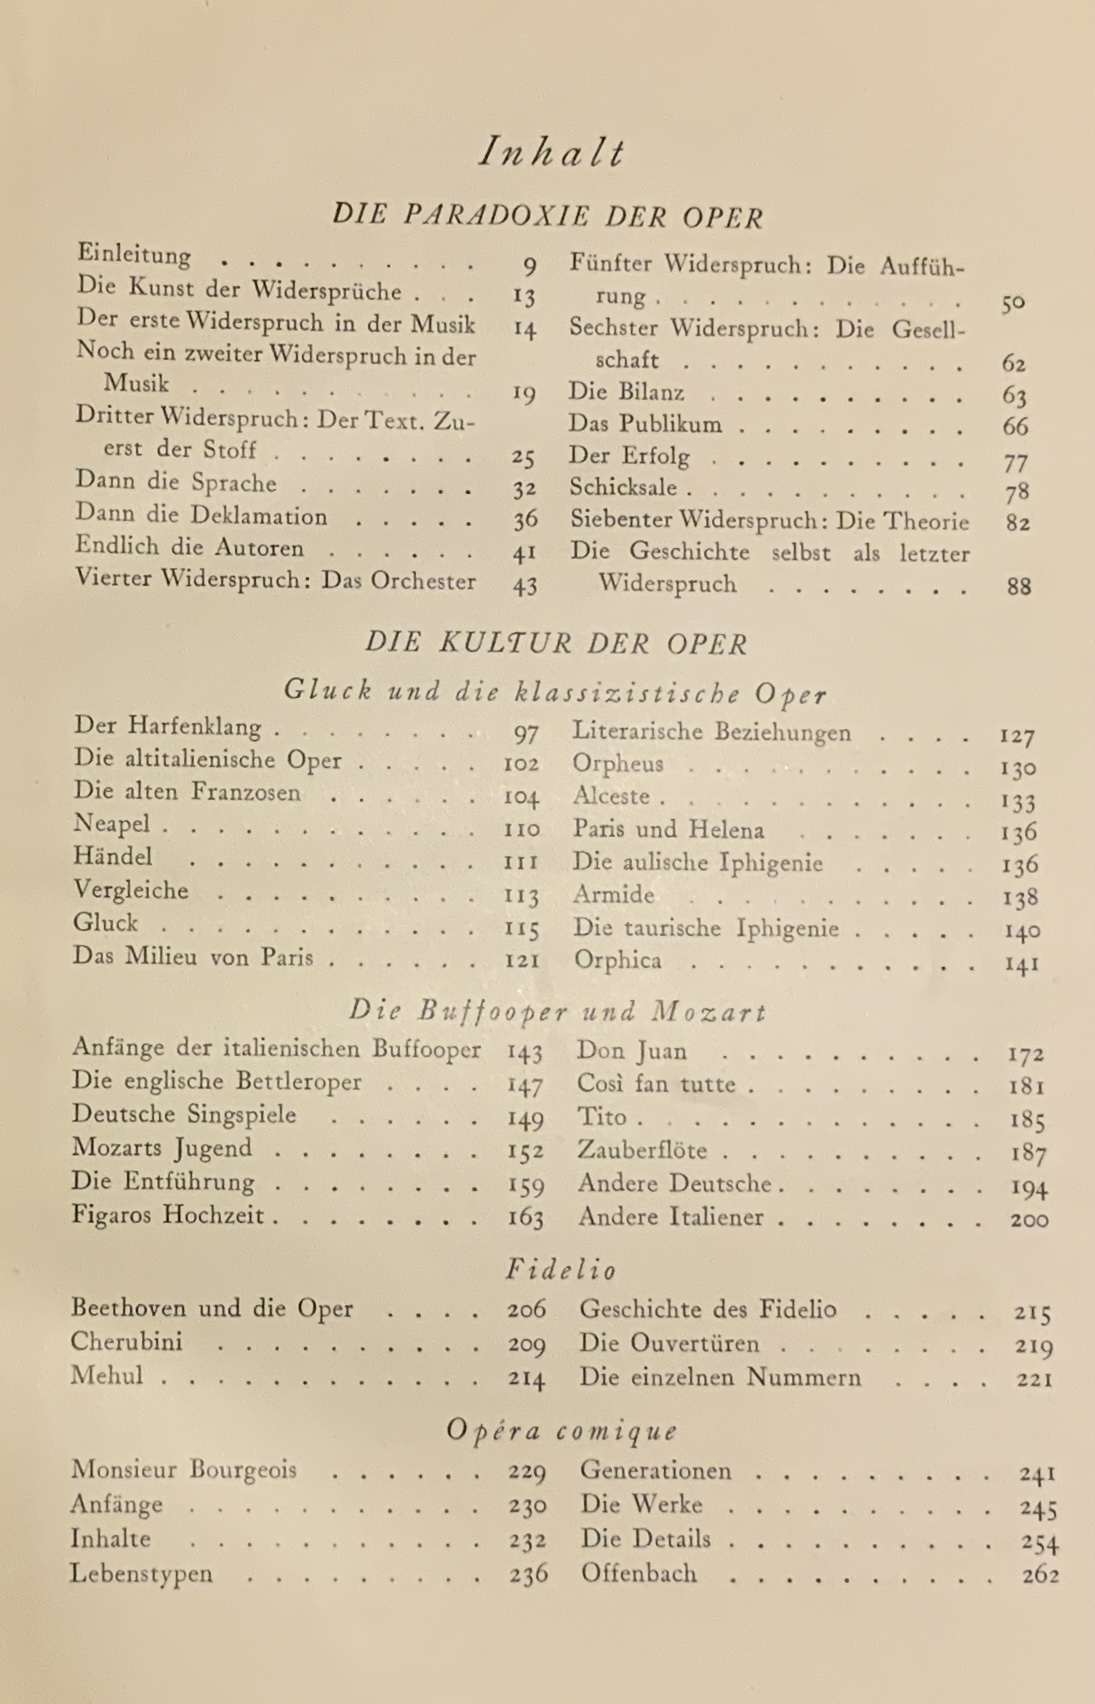 Inhalt
DIE PARADOXIE DER OPER
Einleitung . . . . . . . . . . 9
Die Kunst der Widersprüche . . . 13
Der erste Widerspruch in der Musik 14
Noch ein zweiter Widerspruch in der
Musik . . . . . . . . . . . 19
Dritter Widerspruch: Der Text. Zu-
erst der Stoff . . . . . . . . 25
Dann die Sprache . . . . . . . 32
Dann die Deklamation . . . . . 36
Endlich die Autoren . . . . . . 41
Vierter Widerspruch: Das Orchester 43
Fünfter Widerspruch: Die Auffüh-
rung . . . . . . . . . . . . 50
Sechster Widerspruch: Die Gesell-
schaft . . . . . . . . . . . 62
Die Bilanz . . . . . . . . . . 63
Das Publikum . . . . . . . . . 66
Der Erfolg . . . . . . . . . . 77
Schicksale . . . . . . . . . . . 78
Siebenter Widerspruch: Die Theorie 82
Die Geschichte selbst als letzter
Widerspruch . . . . . . . . 88
DIE KULTUR DER OPER
Gluck und die klassizistische Oper
Der Harfenklang . . . . . . . . 97
Die altitalienische Oper . . . . . 102
Die alten Franzosen . . . . . . 104
Neapel . . . . . . . . . . . . 110
Händel . . . . . . . . . . . 111
Vergleiche . . . . . . . . . . 113
Gluck . . . . . . . . . . . . 115
Das Milieu von Paris . . . . . . 121
Literarische Beziehungen . . . . 127
Orpheus . . . . . . . . . . . 130
Alceste . . . . . . . . . . . . 133
Paris und Helena . . . . . . . 136
Die aulische Iphigenie . . . . . 136
Armide . . . . . . . . . . . 138
Die taurische Iphigenie . . . . . 140
Orphica . . . . . . . . . . . 141
Die Buffooper und Mozart
Anfänge der italienischen Buffooper 143
Die englische Bettleroper . . . . 147
Deutsche Singspiele . . . . . . 149
Mozarts Jugend . . . . . . . . 152
Die Entführung . . . . . . . . 159
Figaros Hochzeit . . . . . . . . 163
Don Juan . . . . . . . . . . 172
Così fan tutte . . . . . . . . . 181
Tito . . . . . . . . . . . . . 185
Zauberflöte . . . . . . . . . . 187
Andere Deutsche . . . . . . . . 194
Andere Italiener . . . . . . . . 200
Fidelio
Beethoven und die Oper . . . . 206
Cherubini . . . . . . . . . . 209
Mehul . . . . . . . . . . . . 214
Geschichte des Fidelio . . . . . 215
Die Ouvertüren . . . . . . . . 219
Die einzelnen Nummern . . . . 221
Opéra comique
Monsieur Bourgeois . . . . . . 229
Anfänge . . . . . . . . . . . 230
Inhalte . . . . . . . . . . . 232
Lebenstypen . . . . . . . . . 236
Generationen . . . . . . . . . 241
Die Werke . . . . . . . . . . 245
Die Details . . . . . . . . . . 254
Offenbach . . . . . . . . . . 262